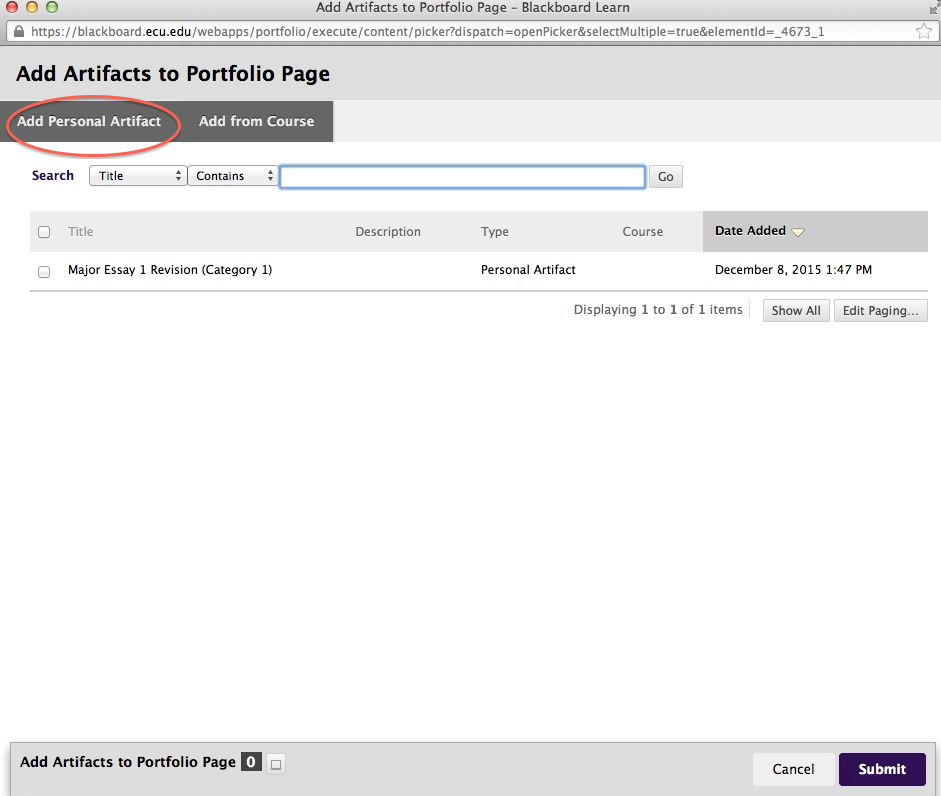 Add Artifacts to Portfolio Page – Blackboard Learn
https://blackboard.ecu.edu/webapps/portfolio/execute/content/picker?dispatch=openPicker&selectMultiple=true&elementId=_4673_1
Add Artifacts to Portfolio Page
Add Personal Artifact Add from Course
Search Title Contains Go
Title Description Type Course Date Added
Major Essay 1 Revision (Category 1) Personal Artifact December 8, 2015 1:47 PM
Displaying 1 to 1 of 1 items Show All Edit Paging...
Add Artifacts to Portfolio Page 0 Cancel Submit